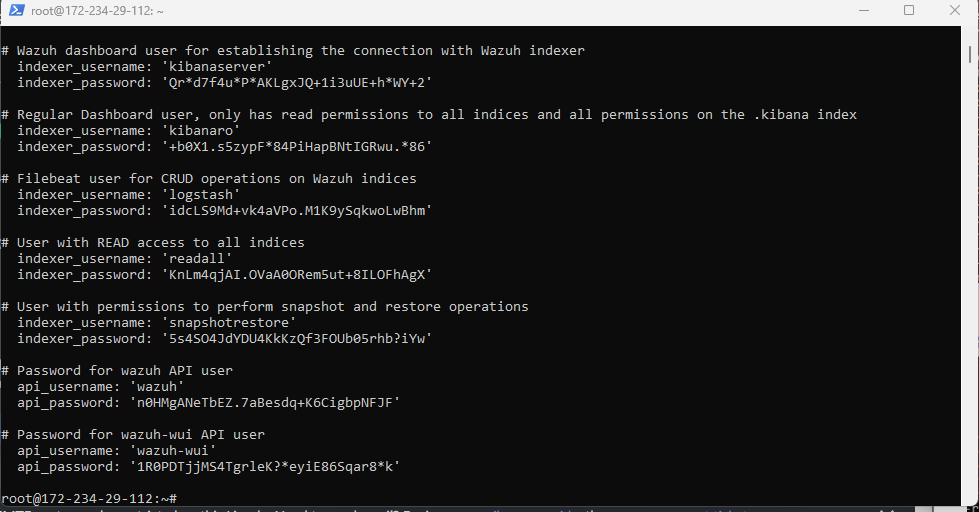 root@172-234-29-112: ~
# Wazuh dashboard user for establishing the connection with Wazuh indexer
indexer_username: 'kibanaserver'
indexer_password: 'Qr*d7f4u*P*AKLgxJQ+1i3uUE+h*WY+2'
# Regular Dashboard user, only has read permissions to all indices and all permissions on the .kibana index
indexer_username: 'kibanaro'
indexer_password: '+b0X1.s5zypF*84PiHapBNtIGRwu.*86'
# Filebeat user for CRUD operations on Wazuh indices
indexer_username: 'logstash'
indexer_password: 'idcLS9Md+vk4aVPo.M1K9ySqkwoLwBhm'
# User with READ access to all indices
indexer_username: 'readall'
indexer_password: 'KnLm4qjAI.OVaA0ORem5ut+8ILOFhAgX'
# User with permissions to perform snapshot and restore operations
indexer_username: 'snapshotrestore'
indexer_password: '5s4SO4JdYDU4KkKzQf3FOUb05rhb?iYw'
# Password for wazuh API user
api_username: 'wazuh'
api_password: 'n0HMgANeTbEZ.7aBesdq+K6CigbpNFJF'
# Password for wazuh-wui API user
api_username: 'wazuh-wui'
api_password: '1R0PDTjjMS4TgrleK?*eyiE86Sqar8*k'
root@172-234-29-112:~#